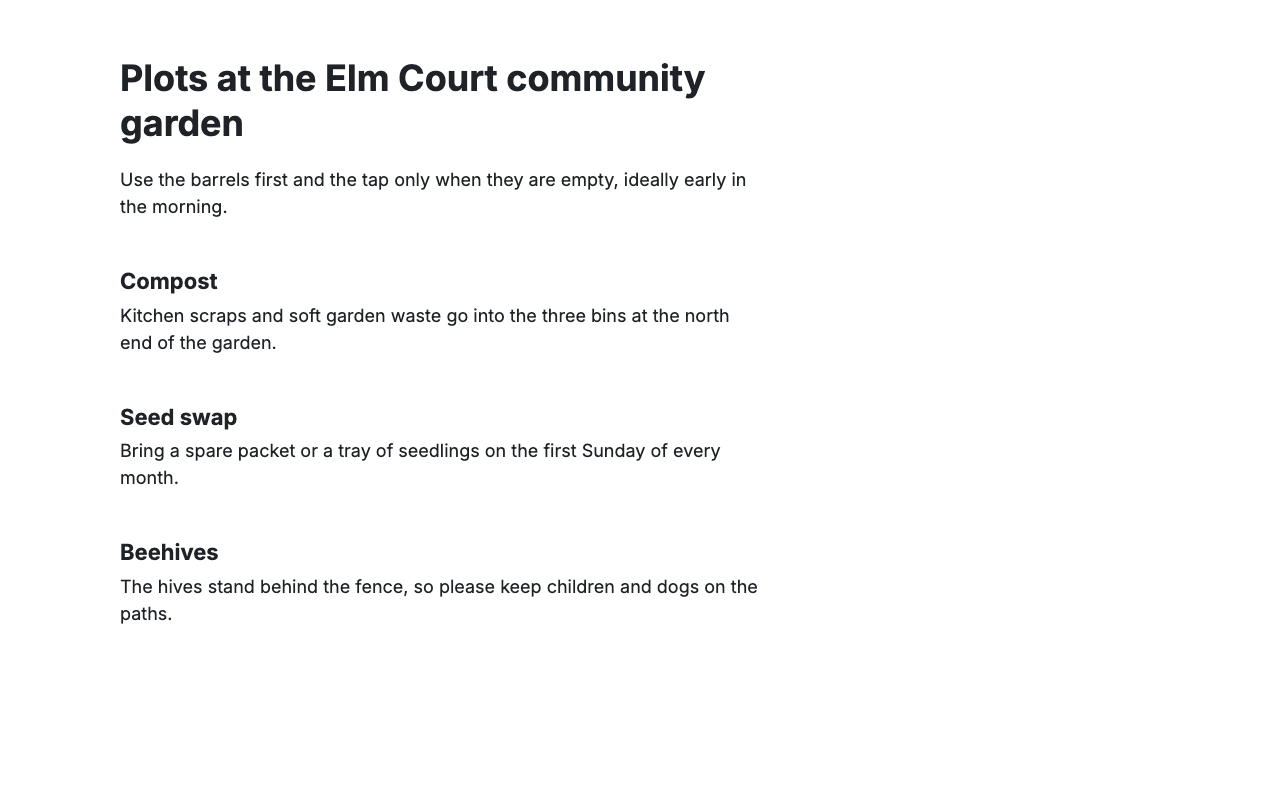 Plots at the Elm Court community
garden
Use the barrels first and the tap only when they are empty, ideally early in
the morning.
Compost
Kitchen scraps and soft garden waste go into the three bins at the north
end of the garden.
Seed swap
Bring a spare packet or a tray of seedlings on the first Sunday of every
month.
Beehives
The hives stand behind the fence, so please keep children and dogs on the
paths.